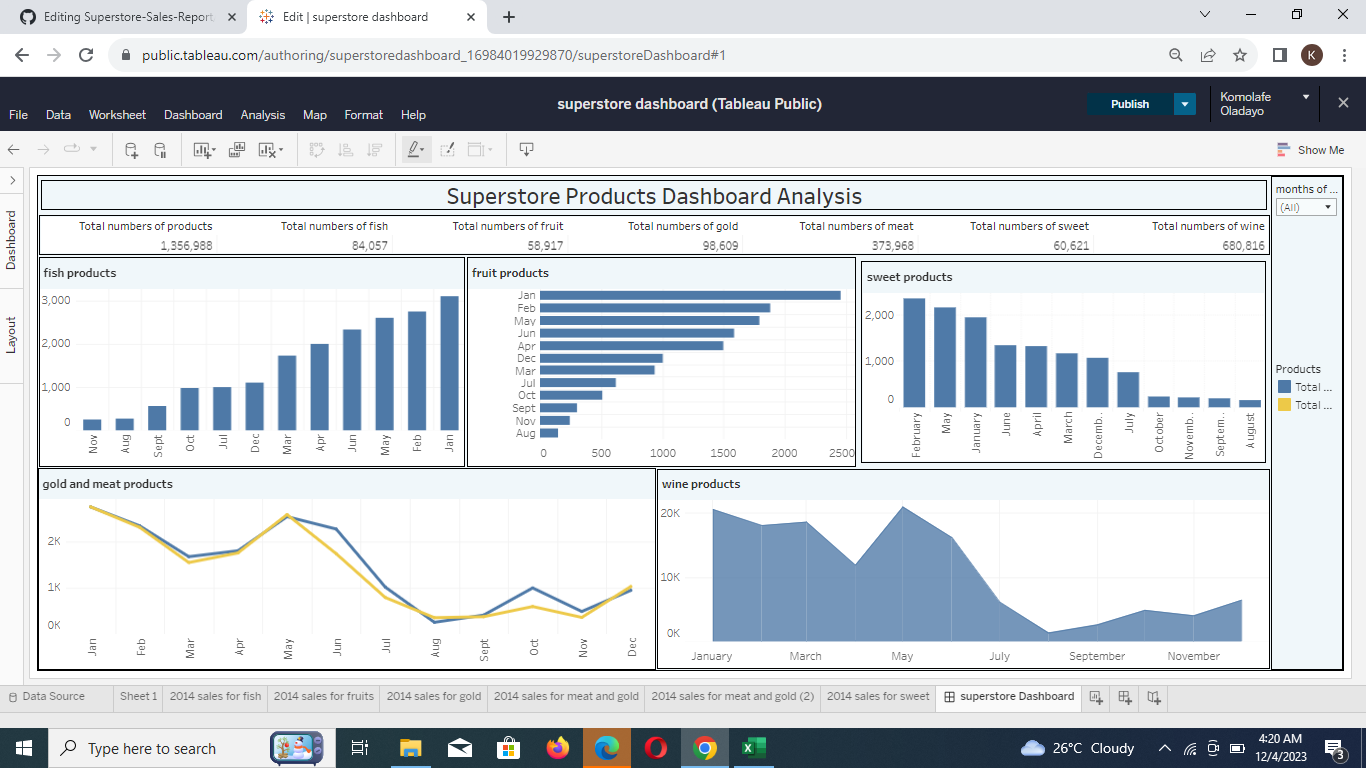 Editing Superstore-Sales-Report
Edit | superstore dashboard
public.tableau.com/authoring/superstoredashboard_16984019929870/superstoreDashboard#1
K
superstore dashboard (Tableau Public)
File Data Worksheet Dashboard Analysis Map Format Help
Publish
Komolafe
Oladayo
Show Me
Dashboard
Layout
Superstore Products Dashboard Analysis
months of ...
(All)
Total numbers of products Total numbers of fish Total numbers of fruit Total numbers of gold Total numbers of meat Total numbers of sweet Total numbers of wine
1,356,988 84,057 58,917 98,609 373,968 60,621 680,816
fish products
3,000
2,000
1,000
0
Nov Aug Sept Oct Jul Dec Mar Apr Jun May Feb Jan
fruit products
Jan
Feb
May
Jun
Apr
Dec
Mar
Jul
Oct
Sept
Nov
Aug
0 500 1000 2000 2500
sweet products
2,000
1,000
0
February May January June April March Decemb.. July October Novemb.. Septem.. August
Products
Total ...
Total ...
gold and meat products
2K
1K
0K
Jan Feb Mar Apr May Jun Jul Aug Sept Oct Nov Dec
wine products
20K
10K
0K
January March May July September November
Data Source Sheet 1 2014 sales for fish 2014 sales for fruits 2014 sales for gold 2014 sales for meat and gold 2014 sales for meat and gold (2) 2014 sales for sweet superstore Dashboard
Type here to search
26°C Cloudy
4:20 AM
12/4/2023
3